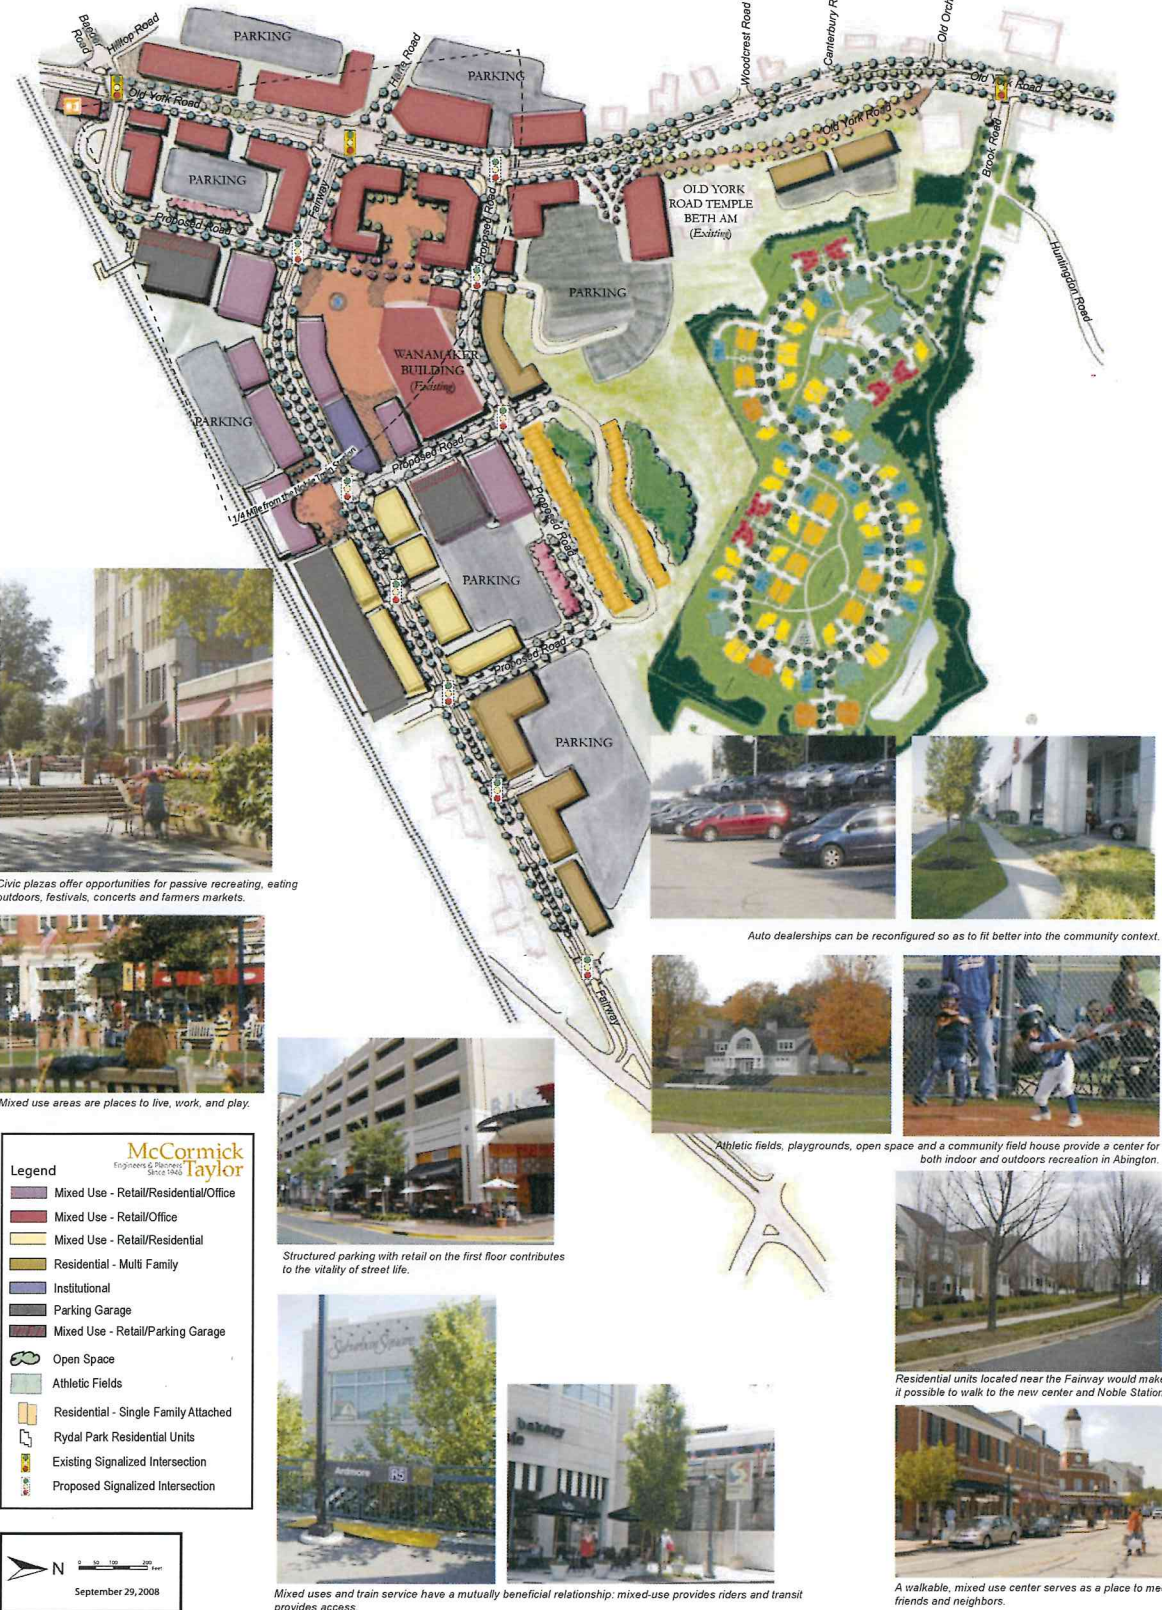 Hilltop Road
Road
PARKING
Road
PARKING
Woodcrest Road
Canterbury
Old York Road
Old York Road
Old York Road
Brook Road
Huntingdon Road
PARKING
Fairway
Proposed Road
Proposed Road
OLD YORK
ROAD TEMPLE
BETH AM
(Existing)
PARKING
WANAMAKER
BUILDING
(Existing)
PARKING
Proposed Road
1/4 Mile from the Noble Train Station
Proposed Road
PARKING
Proposed Road
PARKING
Fairway
Civic plazas offer opportunities for passive recreating, eating
outdoors, festivals, concerts and farmers markets.
Auto dealerships can be reconfigured so as to fit better into the community context.
Mixed use areas are places to live, work, and play.
Athletic fields, playgrounds, open space and a community field house provide a center for
both indoor and outdoors recreation in Abington.
McCormick
Engineers & Planners
Since 1946
Taylor
Legend
Mixed Use - Retail/Residential/Office
Mixed Use - Retail/Office
Mixed Use - Retail/Residential
Residential - Multi Family
Institutional
Parking Garage
Mixed Use - Retail/Parking Garage
Open Space
Athletic Fields
Residential - Single Family Attached
Rydal Park Residential Units
Existing Signalized Intersection
Proposed Signalized Intersection
Structured parking with retail on the first floor contributes
to the vitality of street life.
Suburban Square
Ardmore R5
bakery
Residential units located near the Fairway would make
it possible to walk to the new center and Noble Station
N
0 50 100 200
Feet
September 29, 2008
Mixed uses and train service have a mutually beneficial relationship: mixed-use provides riders and transit
provides access.
A walkable, mixed use center serves as a place to
friends and neighbors.